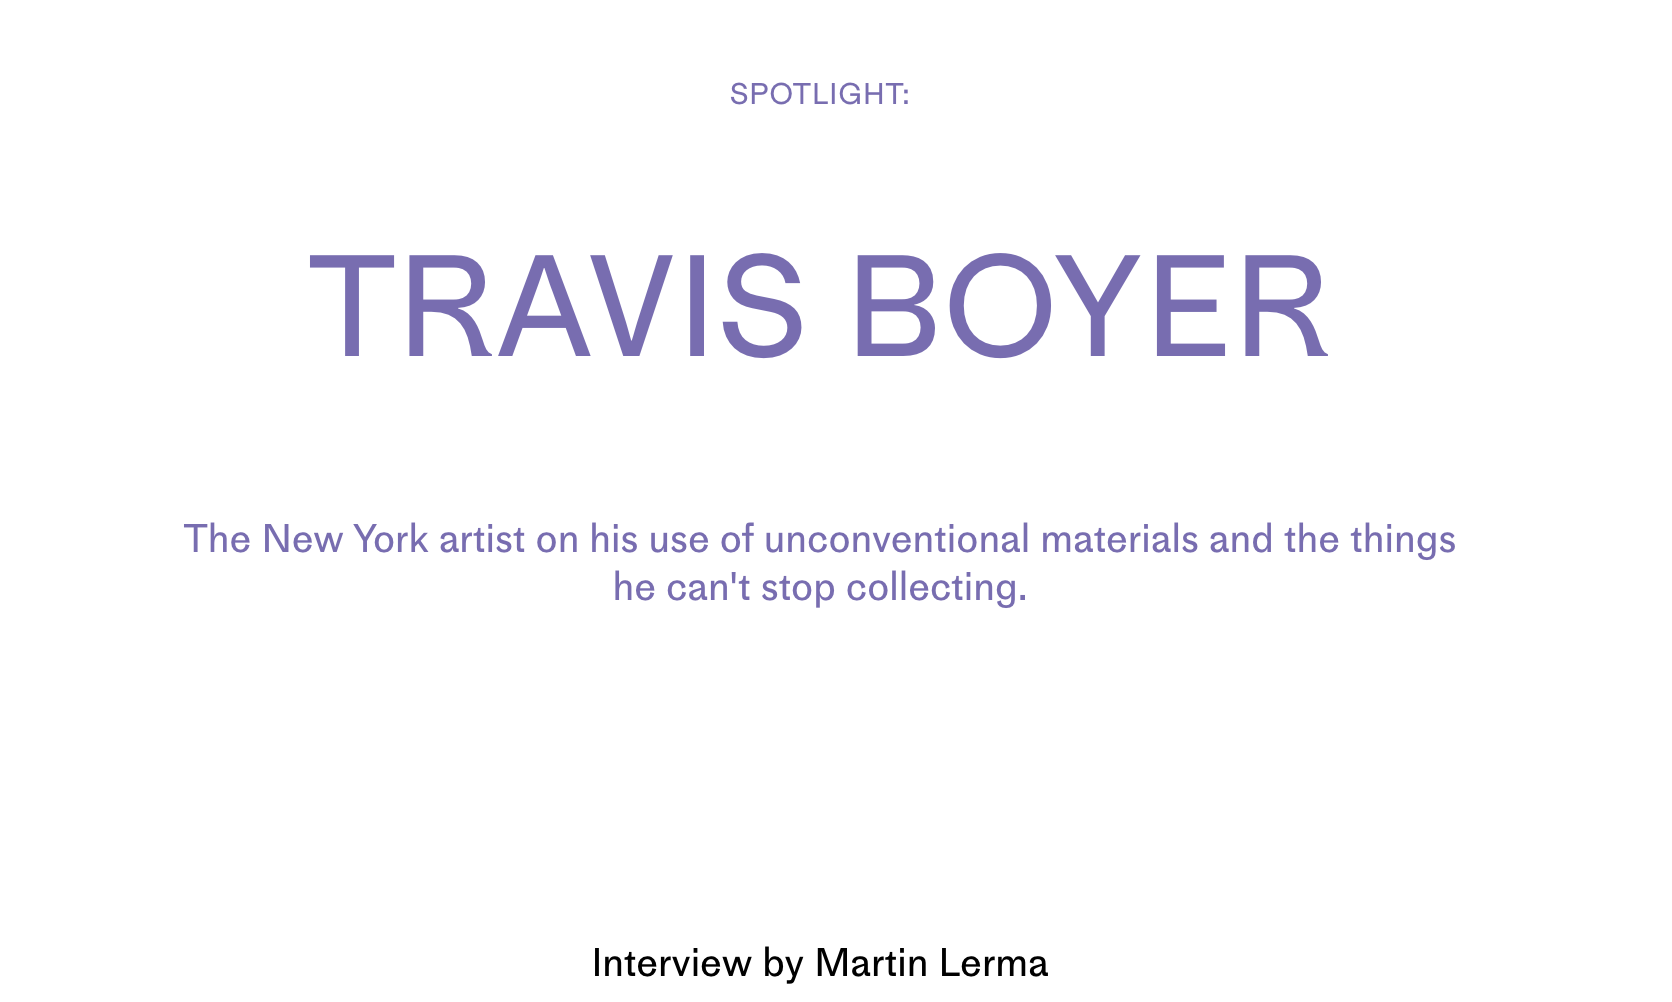 SPOTLIGHT:
TRAVIS BOYER
The New York artist on his use of unconventional materials and the things
he can't stop collecting.
Interview by Martin Lerma